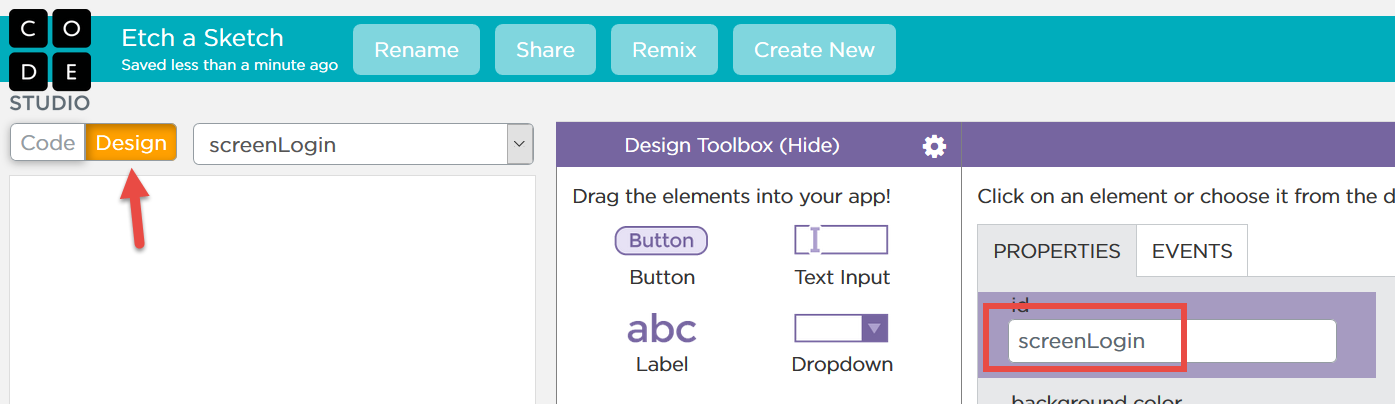 CO
DE
STUDIO
Etch a Sketch
Saved less than a minute ago
Rename
Share
Remix
Create New
Code
Design
screenLogin
Design Toolbox (Hide)
Drag the elements into your app!
Button
Button
Text Input
abc
Label
Dropdown
Click on an element or choose it from the d
PROPERTIES
EVENTS
id
screenLogin
background color